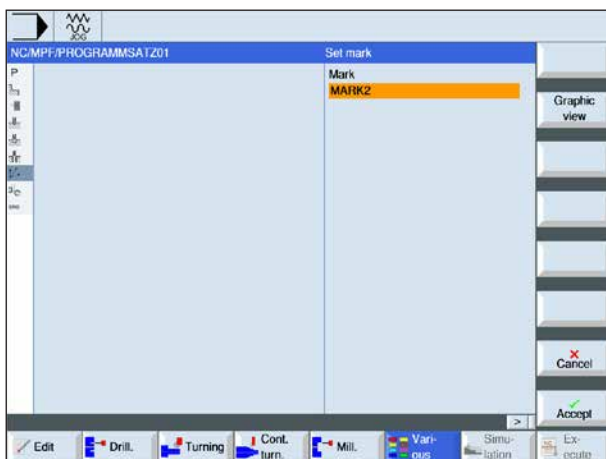 JOG
NC/MPF/PROGRAMMSATZ01
Set mark
P
Mark
MARK2
Graphic
view
Cancel
Accept
>
Edit
Drill.
Turning
Cont.
turn.
Mill.
Vari-
ous
Simu-
lation
Ex-
ecute